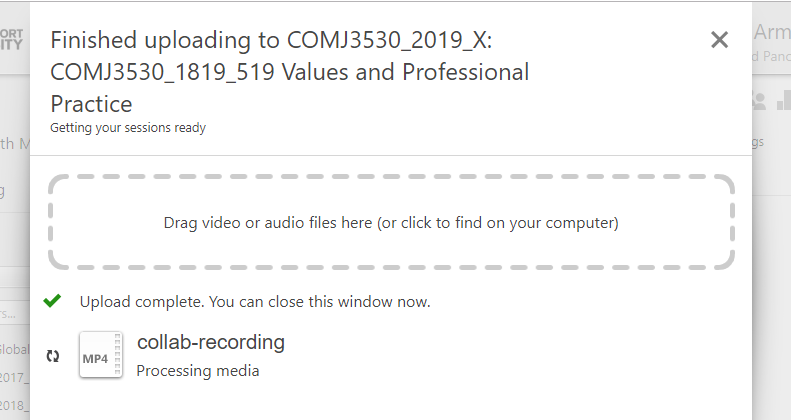 Finished uploading to COMJ3530_2019_X:
COMJ3530_1819_519 Values and Professional
Practice
Getting your sessions ready
Drag video or audio files here (or click to find on your computer)
Upload complete. You can close this window now.
MP4
collab-recording
Processing media
ORT
ITY
Arm
d Pano
th M
gs
g
rs...
Global
2017_
2018_